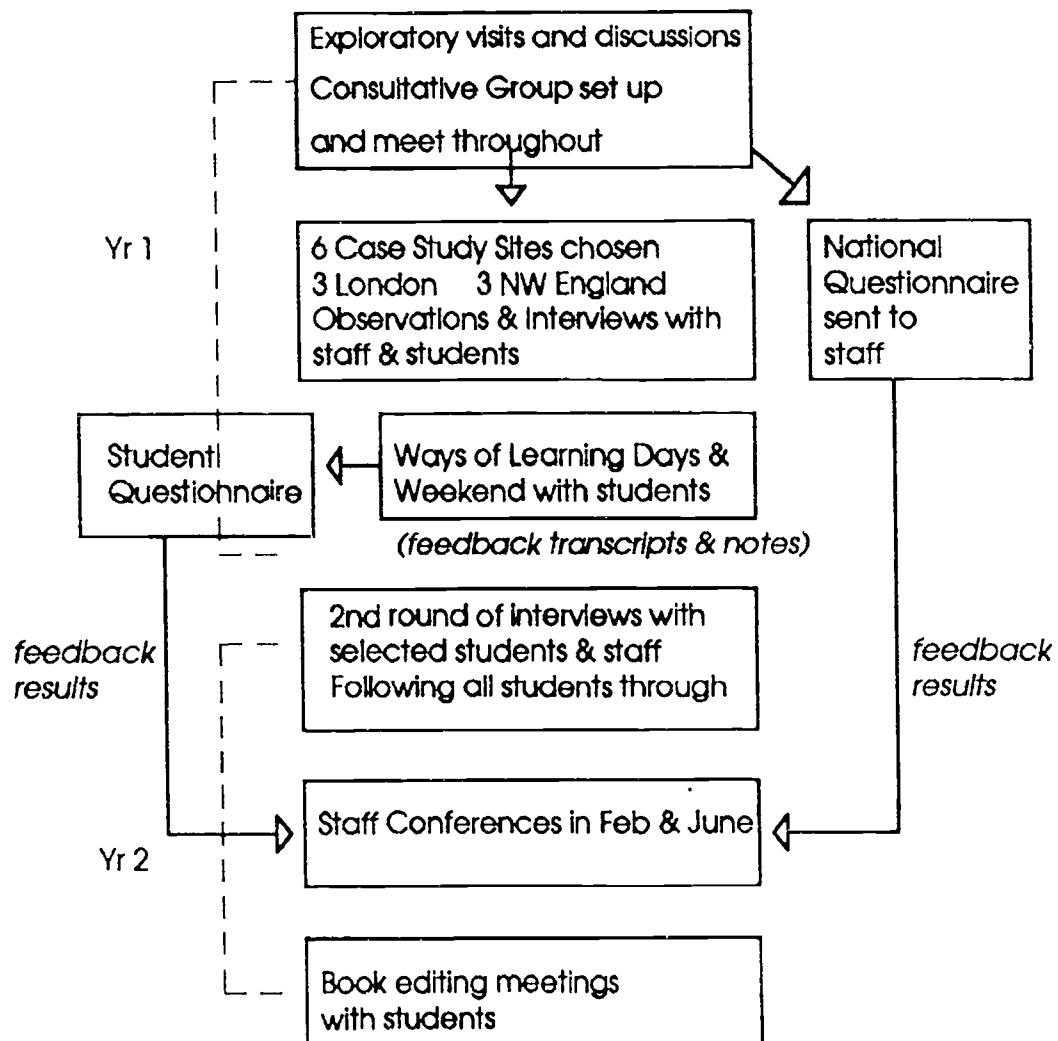 Exploratory visits and discussions
Consultative Group set up
and meet throughout
Yr 1
6 Case Study Sites chosen
3 London 3 NW England
Observations & Interviews with
staff & students
National
Questionnaire
sent to
staff
Student
Questionnaire
Ways of Learning Days &
Weekend with students
(feedback transcripts & notes)
2nd round of interviews with
selected students & staff
Following all students through
feedback
results
feedback
results
Staff Conferences in Feb & June
Yr 2
Book editing meetings
with students